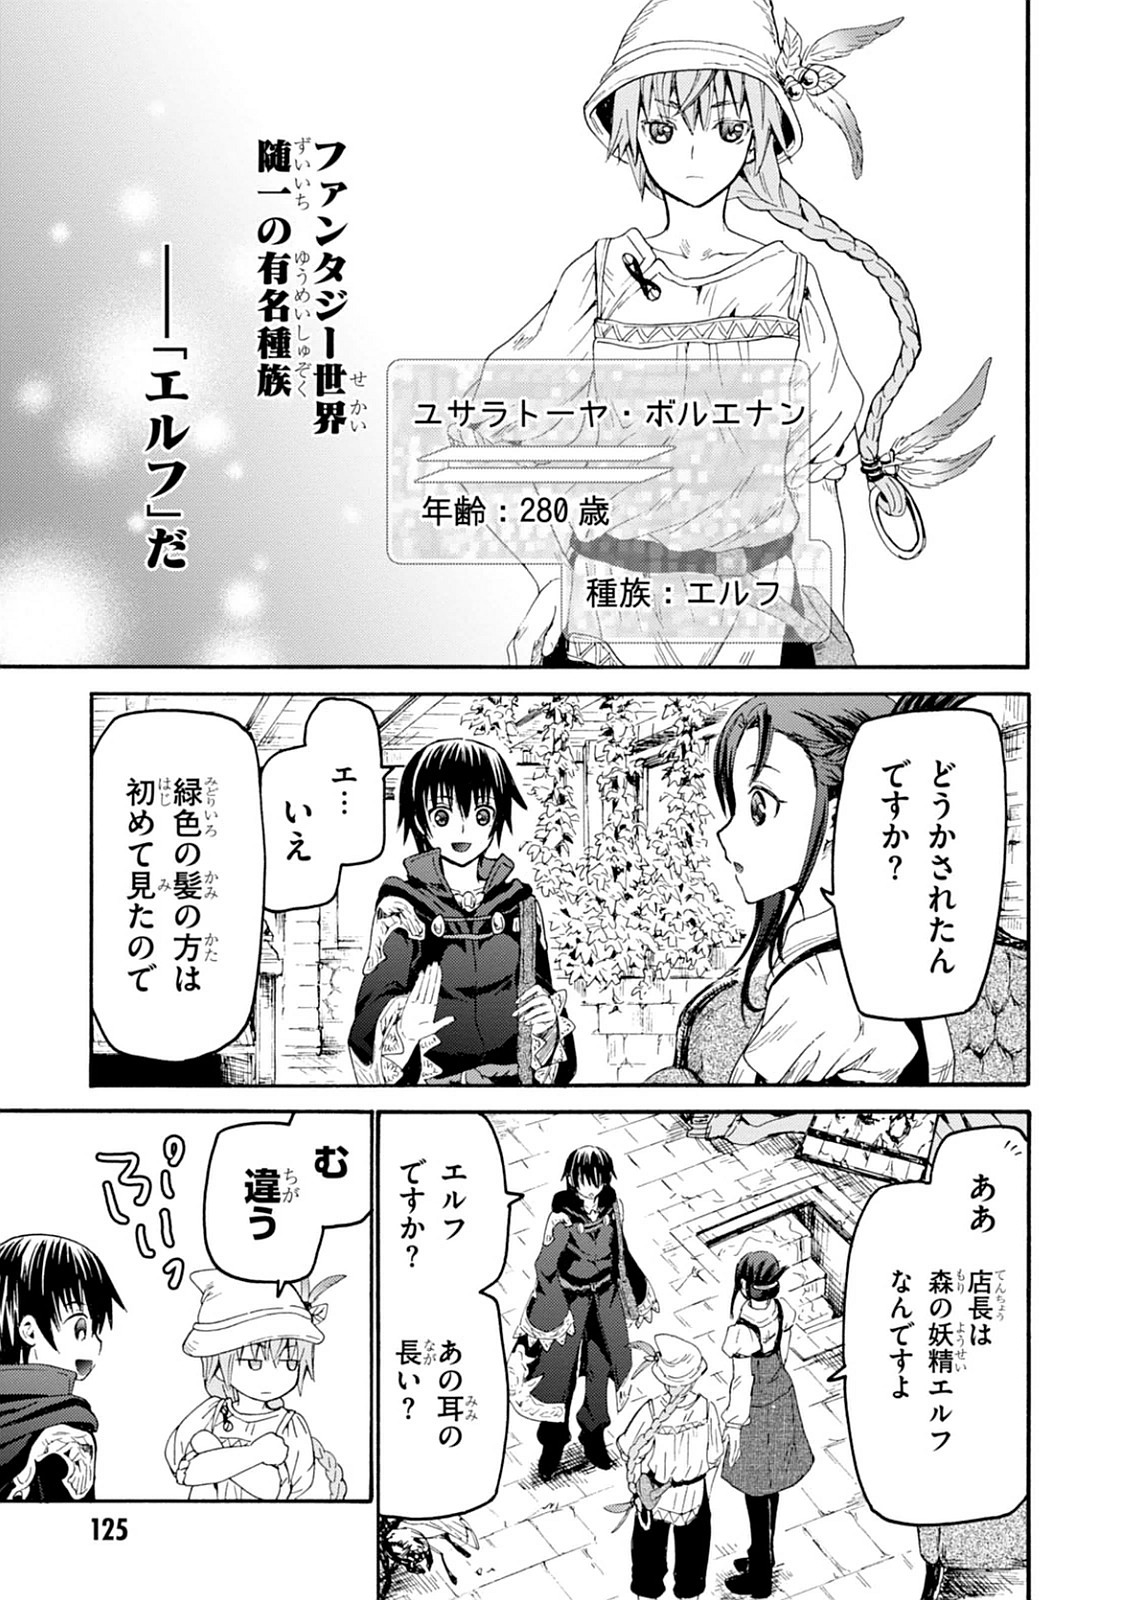 ファンタジー世界
随一の有名種族
──「エルフ」だ
ユサラトーヤ・ボルエナン
年齢：280歳
種族：エルフ
どうかされたん
ですか？
エ…
いえ
緑色の髪の方は
初めて見たので
ああ
店長は
森の妖精エルフ
なんですよ
エルフ
ですか？
あの耳の
長い？
む
違う
ぷいっ
125